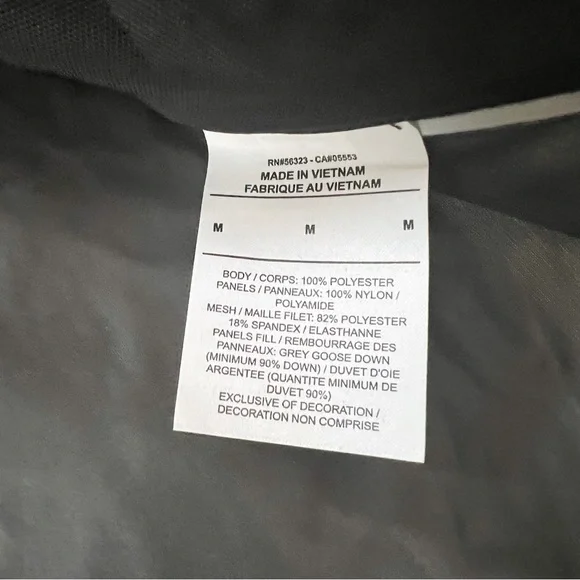 RN#56323 - CA#05553
MADE IN VIETNAM
FABRIQUE AU VIETNAM
M M M
BODY / CORPS: 100% POLYESTER
PANELS / PANNEAUX: 100% NYLON /
POLYAMIDE
MESH / MAILLE FILET: 82% POLYESTER
18% SPANDEX / ELASTHANNE
PANELS FILL / REMBOURRAGE DES
PANNEAUX: GREY GOOSE DOWN
(MINIMUM 90% DOWN) / DUVET D'OIE
ARGENTEE (QUANTITE MINIMUM DE
DUVET 90%)
EXCLUSIVE OF DECORATION /
DECORATION NON COMPRISE